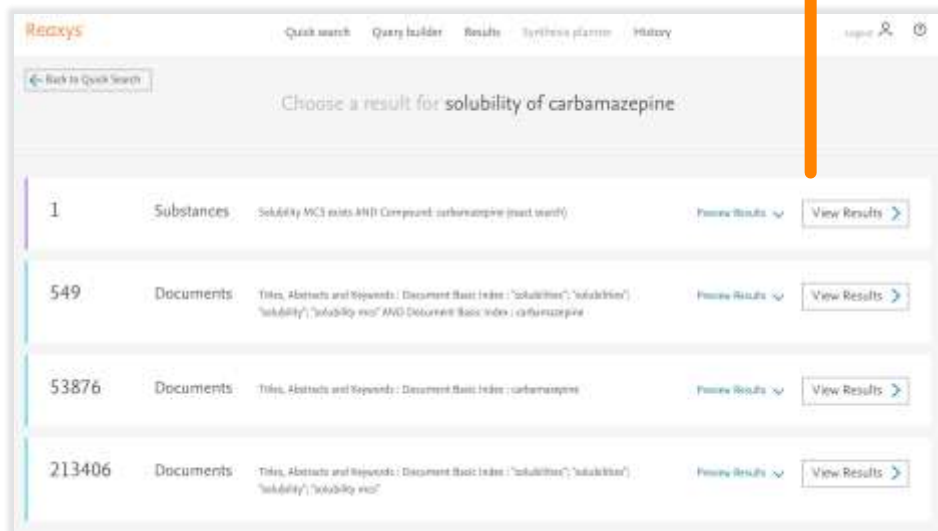 Reaxys
Quick search Query builder Results Synthesis planner History Logout
Back to Quick Search
Choose a result for solubility of carbamazepine
1 Substances Solubility MCS exists AND Compound: carbamazepine (exact search) Preview Results View Results
549 Documents Titles, Abstracts and Keywords : Document Basic Index : "solubilities"; "solubilities";
"solubility"; "solubility mcs" AND Document Basic Index : carbamazepine Preview Results View Results
53876 Documents Titles, Abstracts and Keywords : Document Basic Index : carbamazepine Preview Results View Results
213406 Documents Titles, Abstracts and Keywords : Document Basic Index : "solubilities"; "solubilities";
"solubility"; "solubility mcs" Preview Results View Results